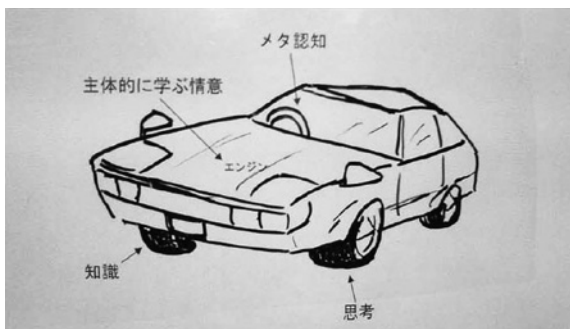 メタ認知
主体的に学ぶ情意
エンジン
知識
思考